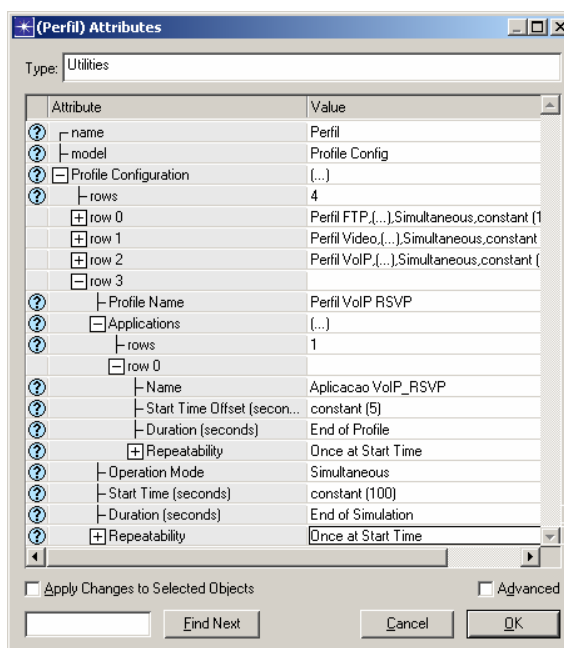 (Perfil) Attributes
Type: Utilities
Attribute Value
name Perfil
model Profile Config
Profile Configuration (...)
rows 4
row 0 Perfil FTP,(...),Simultaneous,constant (1
row 1 Perfil Video,(...),Simultaneous,constant
row 2 Perfil VoIP,(...),Simultaneous,constant (
row 3
Profile Name Perfil VoIP RSVP
Applications (...)
rows 1
row 0
Name Aplicacao VoIP_RSVP
Start Time Offset (secon... constant (5)
Duration (seconds) End of Profile
Repeatability Once at Start Time
Operation Mode Simultaneous
Start Time (seconds) constant (100)
Duration (seconds) End of Simulation
Repeatability Once at Start Time
Apply Changes to Selected Objects Advanced
Find Next Cancel OK